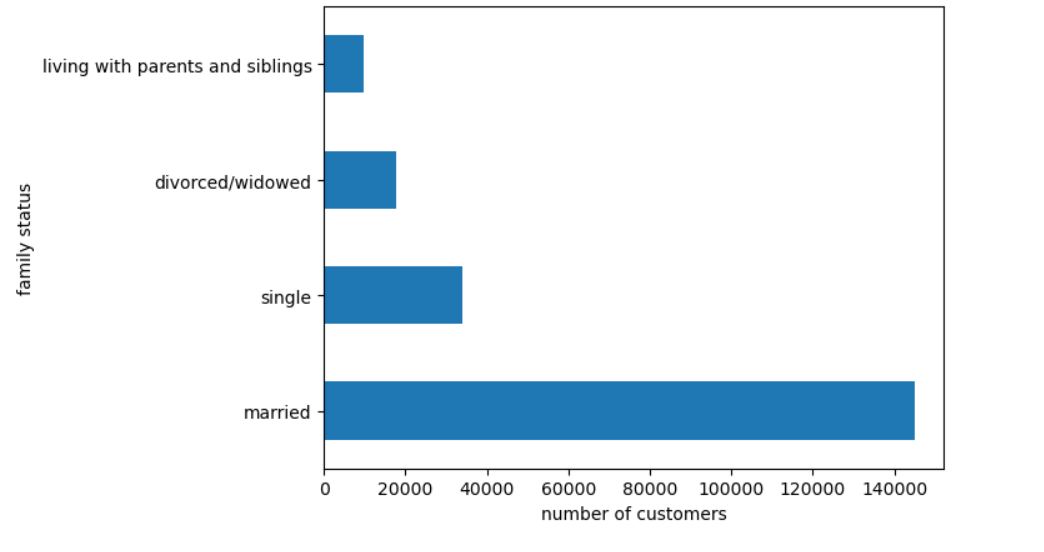 living with parents and siblings
divorced/widowed
family status
single
married
0 20000 40000 60000 80000 100000 120000 140000
number of customers